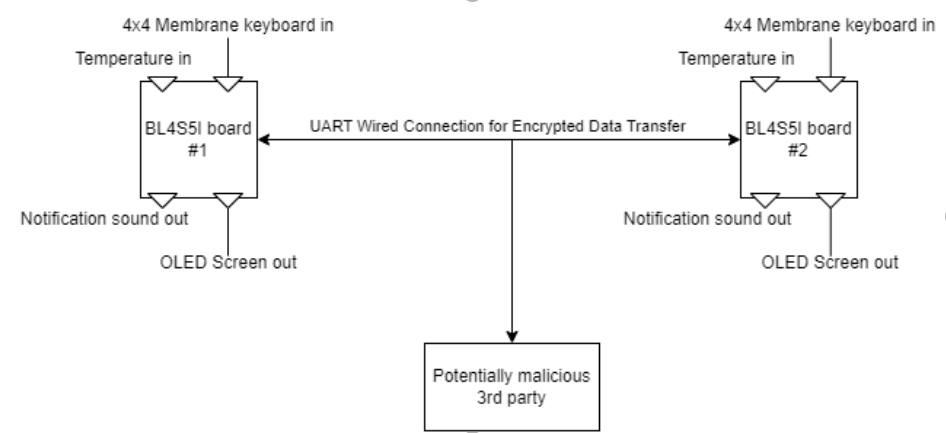 4x4 Membrane keyboard in
4x4 Membrane keyboard in
Temperature in
Temperature in
BL4S5I board
#1
UART Wired Connection for Encrypted Data Transfer
BL4S5I board
#2
Notification sound out
Notification sound out
OLED Screen out
OLED Screen out
Potentially malicious
3rd party